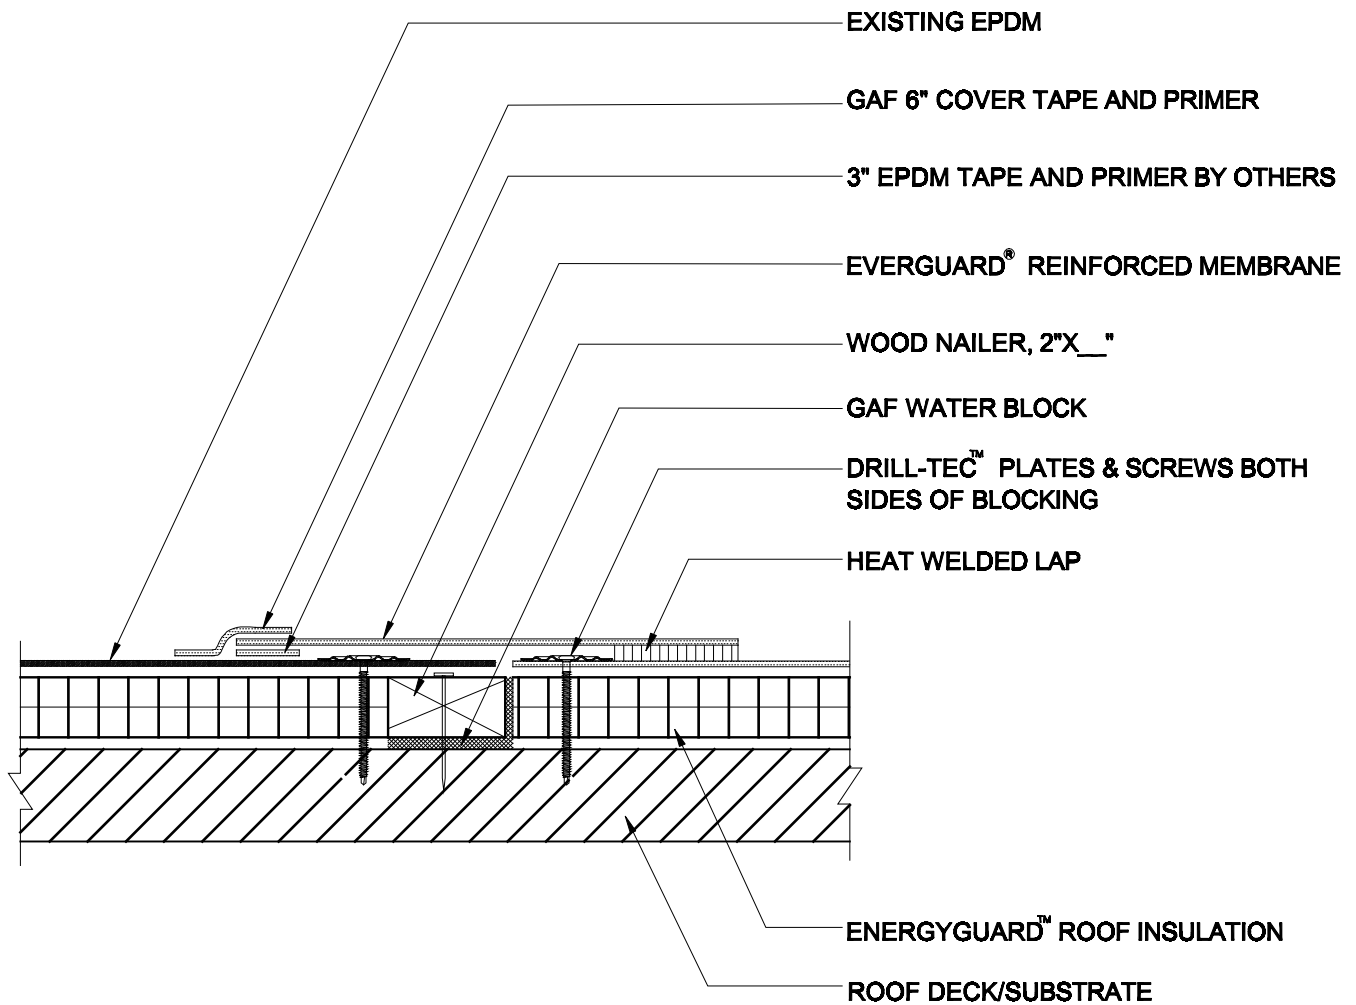 EXISTING EPDM
GAF 6" COVER TAPE AND PRIMER
3" EPDM TAPE AND PRIMER BY OTHERS
EVERGUARD® REINFORCED MEMBRANE
WOOD NAILER, 2"X__"
GAF WATER BLOCK
DRILL-TEC™ PLATES & SCREWS BOTH
SIDES OF BLOCKING
HEAT WELDED LAP
ENERGYGUARD™ ROOF INSULATION
ROOF DECK/SUBSTRATE